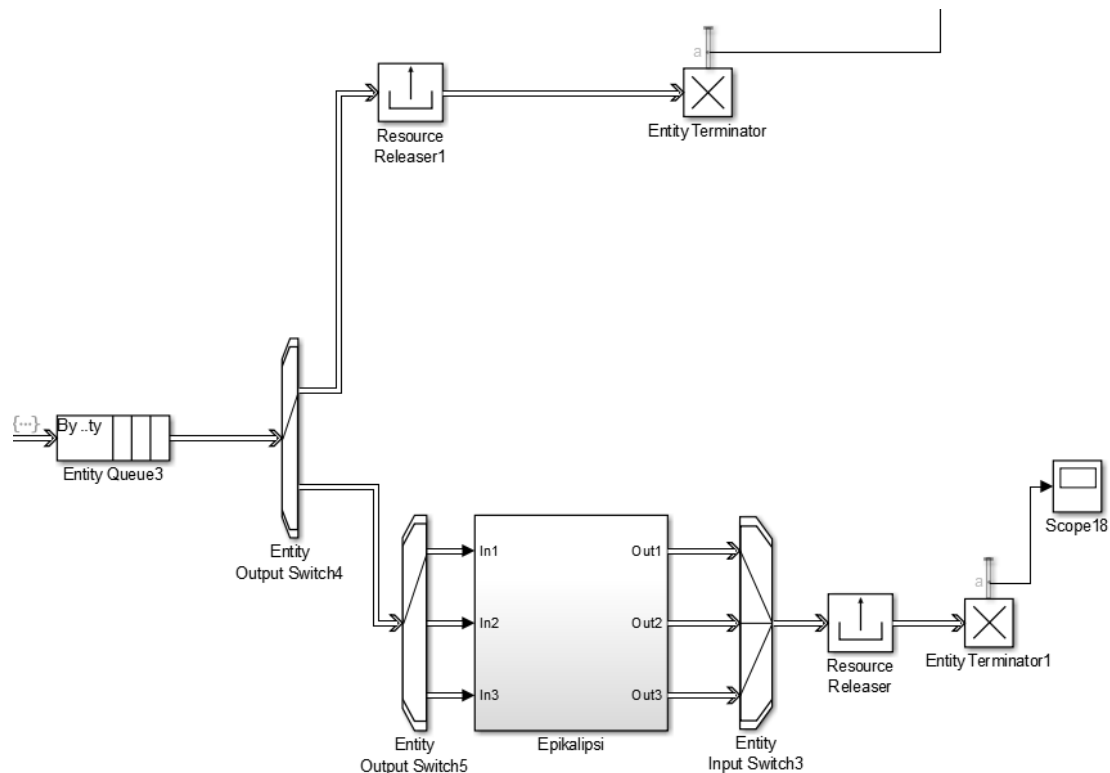 a
Entity Terminator
Resource
Releaser1
{...}
By ..ty
Entity Queue3
Entity
Output Switch4
In1
Out1
In2
Out2
In3
Out3
Epikalipsi
Entity
Output Switch5
Entity
Input Switch3
Resource
Releaser
a
Entity Terminator1
Scope18